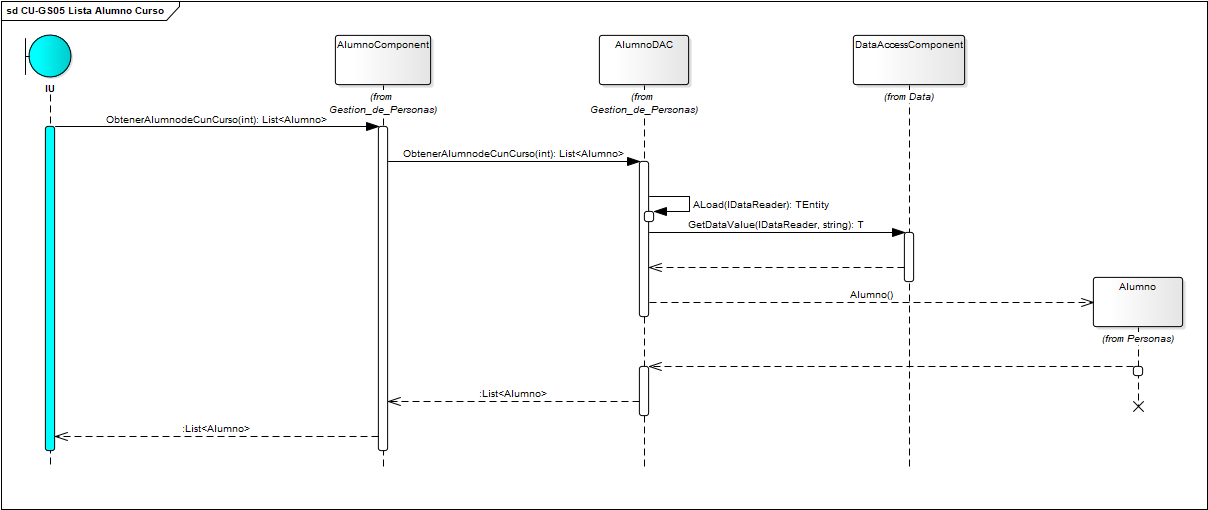 sd CU-GS05 Lista Alumno Curso
IU
AlumnoComponent
(from
Gestion_de_Personas)
AlumnoDAC
(from
Gestion_de_Personas)
DataAccessComponent
(from Data)
ObtenerAlumnodeCunCurso(int): List<Alumno>
ObtenerAlumnodeCunCurso(int): List<Alumno>
ALoad(IDataReader): TEntity
GetDataValue(IDataReader, string): T
Alumno()
Alumno
(from Personas)
:List<Alumno>
:List<Alumno>